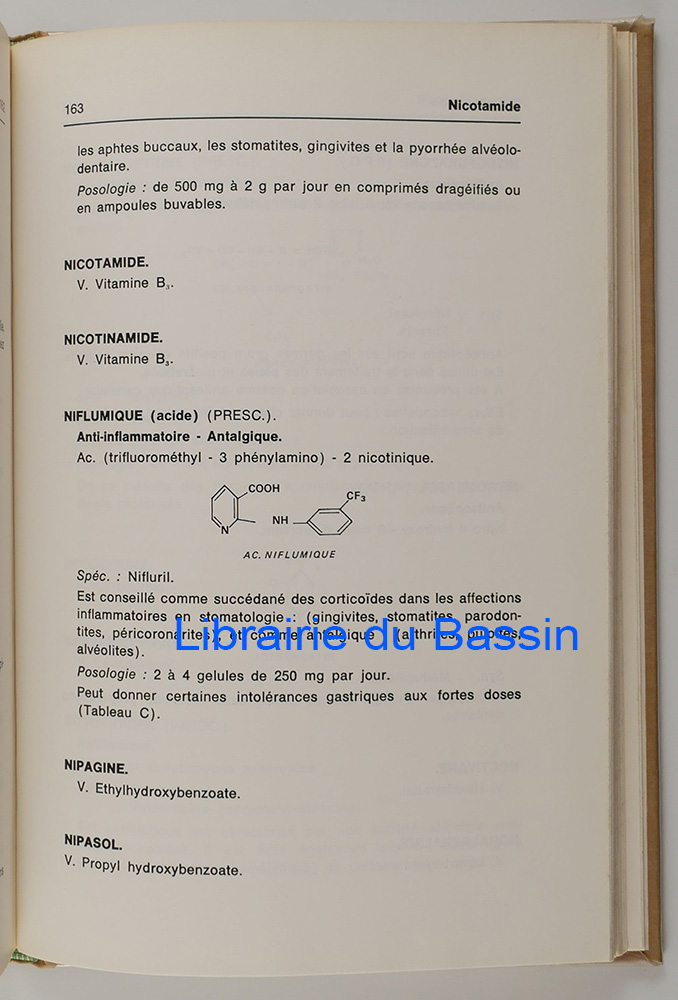 163
Nicotamide
les aphtes buccaux, les stomatites, gingivites et la pyorrhée alvéolo-
dentaire.
Posologie : de 500 mg à 2 g par jour en comprimés dragéifiés ou
en ampoules buvables.
NICOTAMIDE.
V. Vitamine B₃.
NICOTINAMIDE.
V. Vitamine B₃.
NIFLUMIQUE (acide) (PRESC.).
Anti-inflammatoire - Antalgique.
Ac. (trifluorométhyl - 3 phénylamino) - 2 nicotinique.
COOH
CF₃
NH
N
AC. NIFLUMIQUE
Spéc. : Nifluril.
Est conseillé comme succédané des corticoïdes dans les affections
inflammatoires en stomatologie : (gingivites, stomatites, parodon-
tites, péricoronarites), et comme antalgique (arthrites, pulpites,
alvéolites).
Librairie du Bassin
Posologie : 2 à 4 gelules de 250 mg par jour.
Peut donner certaines intolérances gastriques aux fortes doses
(Tableau C).
NIPAGINE.
V. Ethylhydroxybenzoate.
NIPASOL.
V. Propyl hydroxybenzoate.